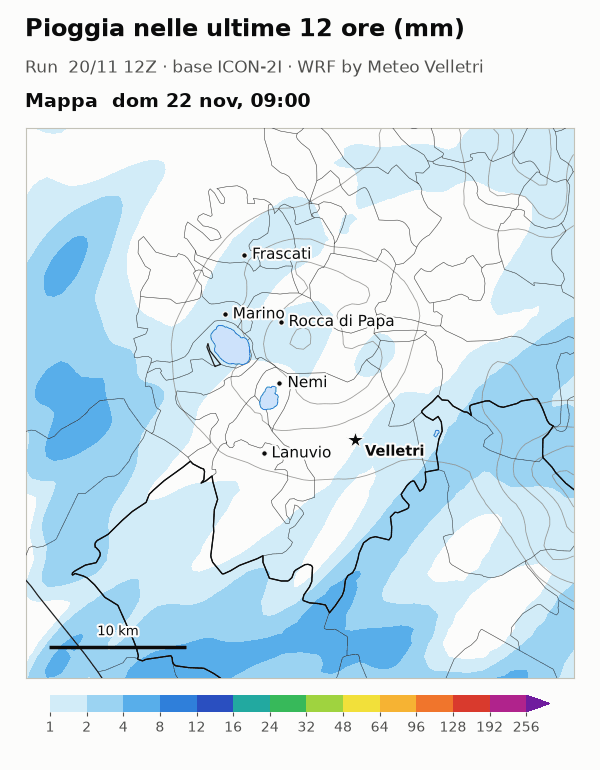 Pioggia nelle ultime 12 ore (mm)
Run 20/11 12Z · base ICON-2I · WRF by Meteo Velletri
Mappa dom 22 nov, 09:00
Frascati
Marino
Rocca di Papa
Nemi
Velletri
Lanuvio
10 km
1 2 4 8 12 16 24 32 48 64 96 128 192 256